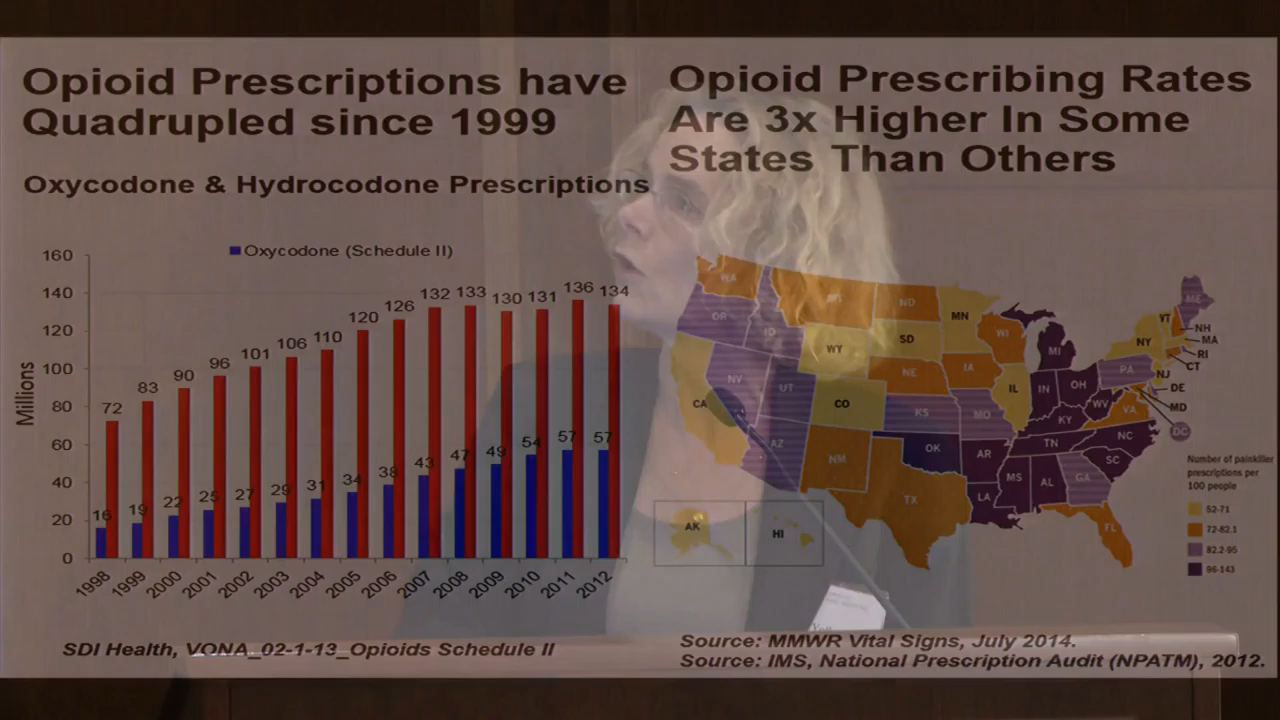 Opioid Prescriptions have
Quadrupled since 1999
Oxycodone & Hydrocodone Prescriptions
Oxycodone (Schedule II)
Millions
160
140
120
100
80
60
40
20
0
72
83
90
96
101
106
110
120
126
132
133
130
131
136
134
16
19
22
25
27
29
31
34
38
43
47
49
54
57
57
1998
1999
2000
2001
2002
2003
2004
2005
2006
2007
2008
2009
2010
2011
2012
SDI Health, VONA_02-1-13_Opioids Schedule II
Opioid Prescribing Rates
Are 3x Higher In Some
States Than Others
WA
MT
ND
MN
OR
ID
WY
SD
WI
MI
NY
VT
ME
NH
MA
RI
CT
NJ
DE
MD
DC
PA
NV
UT
CO
NE
IA
IL
IN
OH
WV
VA
CA
AZ
NM
KS
MO
KY
OK
AR
TN
NC
SC
TX
LA
MS
AL
GA
FL
AK
HI
Number of painkiller
prescriptions per
100 people
52-71
72-82.1
82.2-95
96-143
Source: MMWR Vital Signs, July 2014.
Source: IMS, National Prescription Audit (NPATM), 2012.